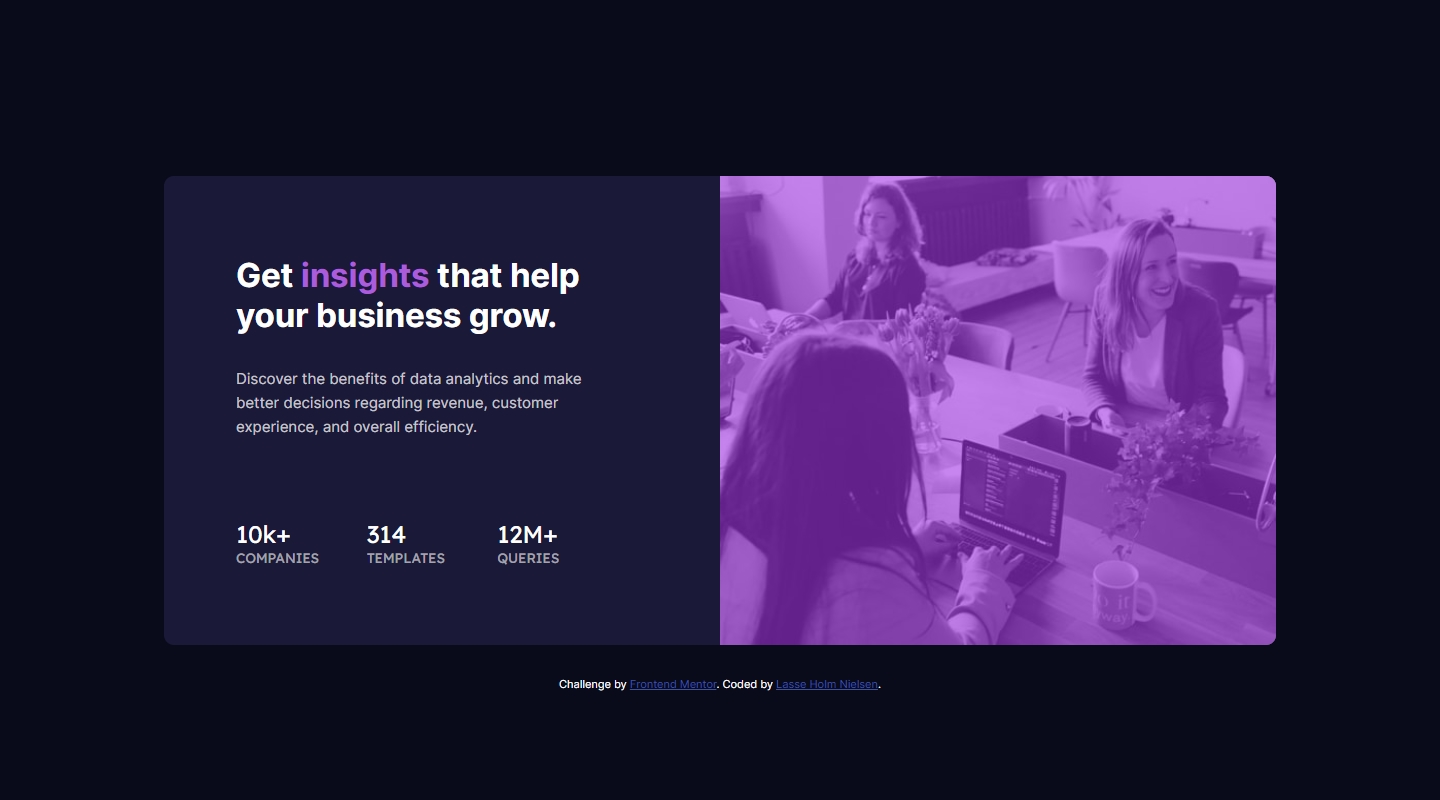 Get insights that help
your business grow.
Discover the benefits of data analytics and make
better decisions regarding revenue, customer
experience, and overall efficiency.
10k+
COMPANIES
314
TEMPLATES
12M+
QUERIES
Challenge by Frontend Mentor. Coded by Lasse Holm Nielsen.